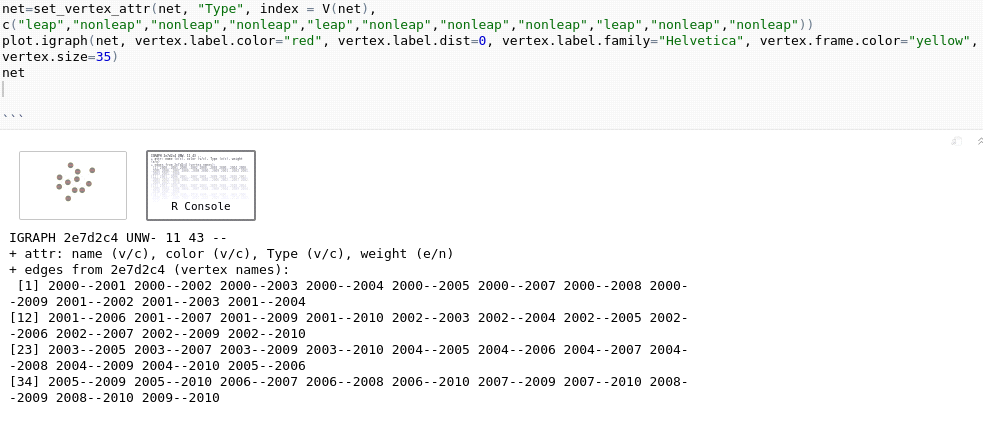 net=set_vertex_attr(net, "Type", index = V(net),
c("leap","nonleap","nonleap","nonleap","leap","nonleap","nonleap","nonleap","leap","nonleap","nonleap"))
plot.igraph(net, vertex.label.color="red", vertex.label.dist=0, vertex.label.family="Helvetica", vertex.frame.color="yellow",
vertex.size=35)
net
```
R Console
IGRAPH 2e7d2c4 UNW- 11 43 --
+ attr: name (v/c), color (v/c), Type (v/c), weight (e/n)
+ edges from 2e7d2c4 (vertex names):
[1] 2000--2001 2000--2002 2000--2003 2000--2004 2000--2005 2000--2007 2000--2008 2000-
-2009 2001--2002 2001--2003 2001--2004
[12] 2001--2006 2001--2007 2001--2009 2001--2010 2002--2003 2002--2004 2002--2005 2002-
-2006 2002--2007 2002--2009 2002--2010
[23] 2003--2005 2003--2007 2003--2009 2003--2010 2004--2005 2004--2006 2004--2007 2004-
-2008 2004--2009 2004--2010 2005--2006
[34] 2005--2009 2005--2010 2006--2007 2006--2008 2006--2010 2007--2009 2007--2010 2008-
-2009 2008--2010 2009--2010